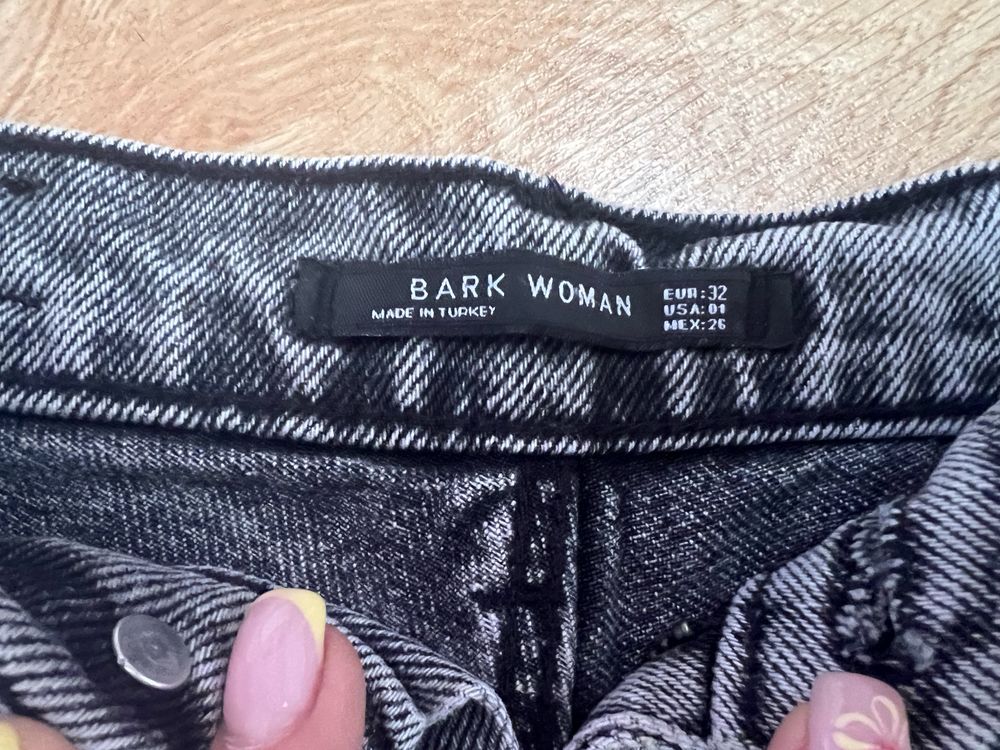 BARK WOMAN
MADE IN TURKEY
EUR:32
USA:01
MEX:26